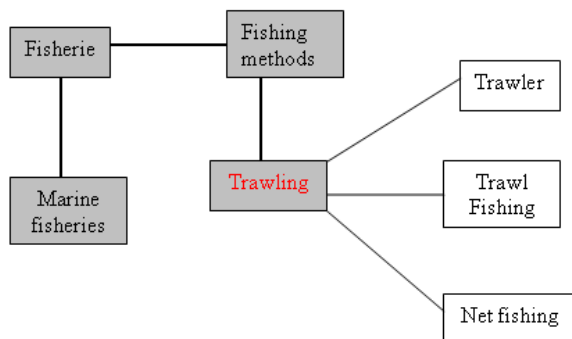 Fisherie
Fishing
methods
Trawler
Trawling
Trawl
Fishing
Marine
fisheries
Net fishing